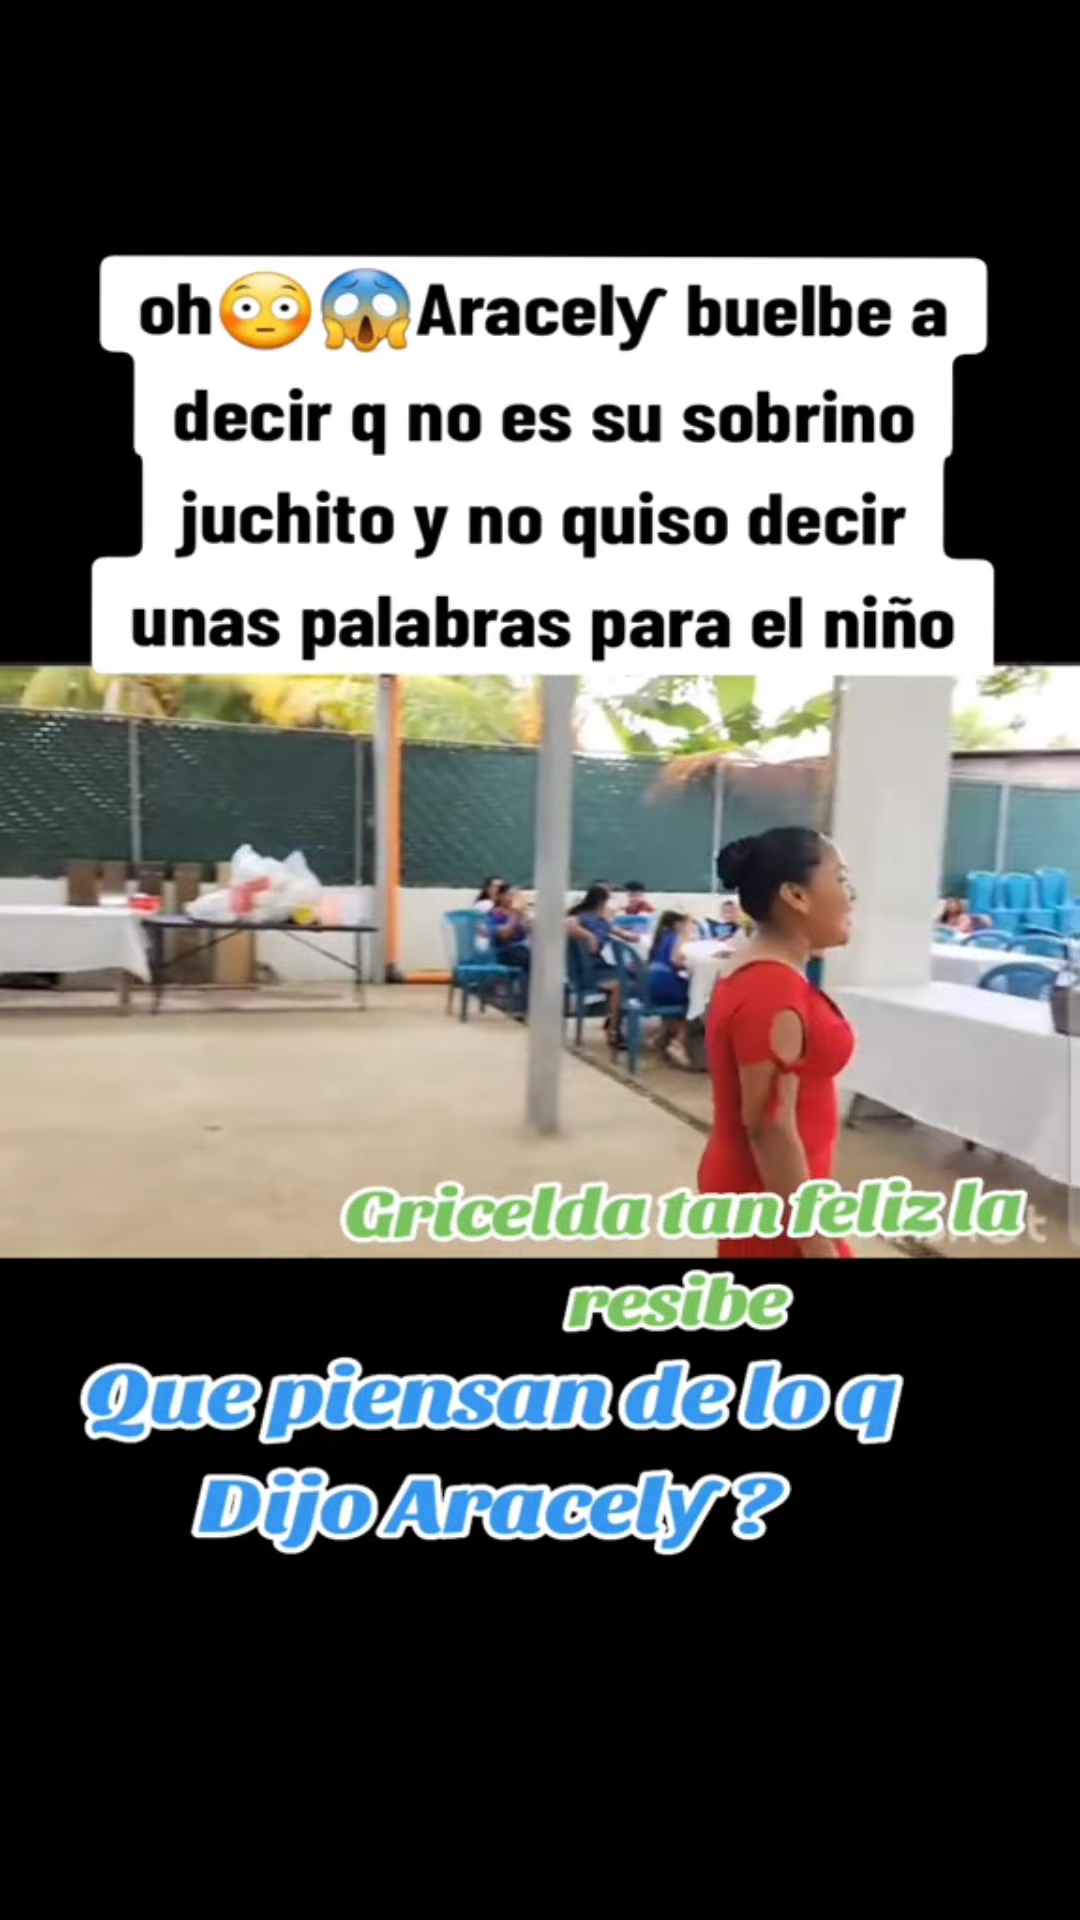 oh😳😱Aracely buelbe a
decir q no es su sobrino
juchito y no quiso decir
unas palabras para el niño
Gricelda tan feliz la
resibe
Que piensan de lo q
Dijo Aracely ?